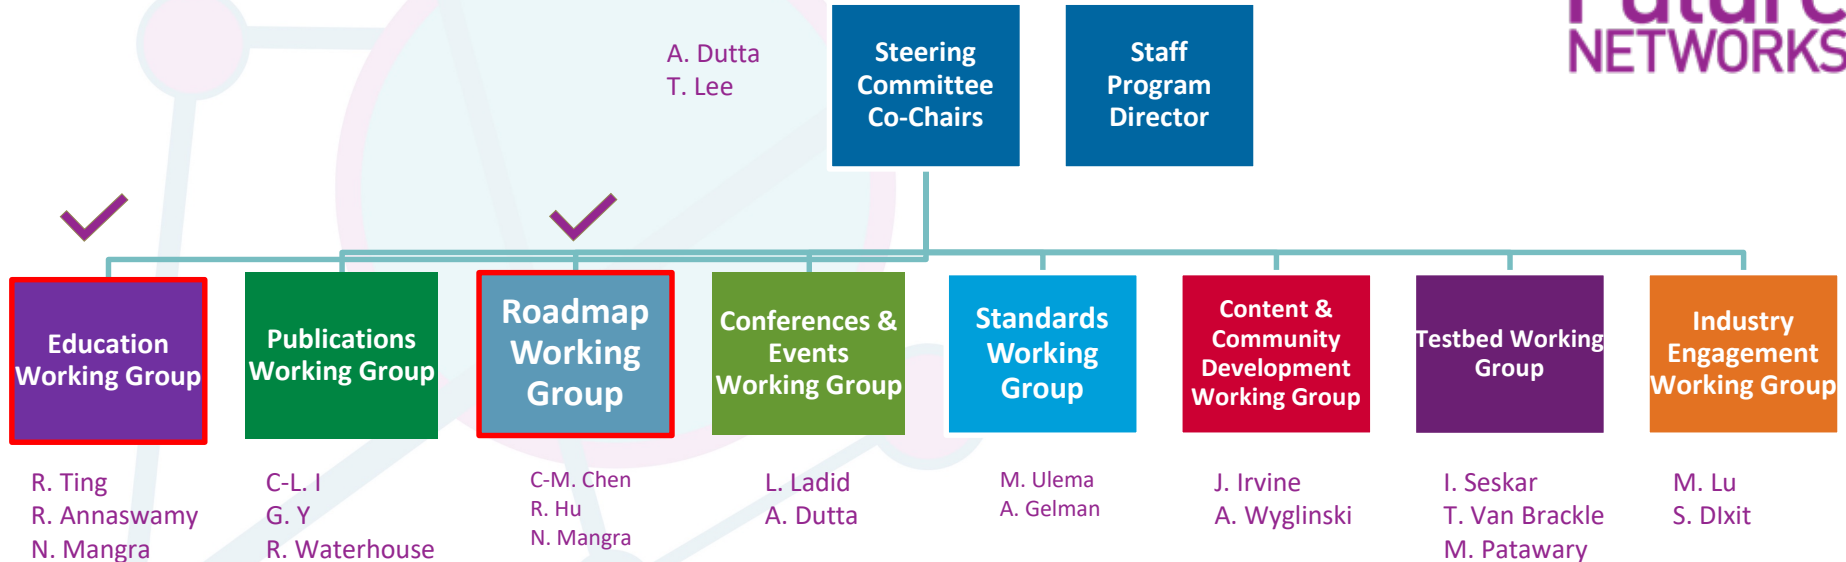 Future
NETWORKS
A. Dutta
T. Lee
Steering
Committee
Co-Chairs
Staff
Program
Director
Education
Working Group
Publications
Working Group
Roadmap
Working
Group
Conferences &
Events
Working Group
Standards
Working
Group
Content &
Community
Development
Working Group
Testbed Working
Group
Industry
Engagement
Working Group
R. Ting
R. Annaswamy
N. Mangra
C-L. I
G. Y
R. Waterhouse
C-M. Chen
R. Hu
N. Mangra
L. Ladid
A. Dutta
M. Ulema
A. Gelman
J. Irvine
A. Wyglinski
I. Seskar
T. Van Brackle
M. Patawary
M. Lu
S. DIxit